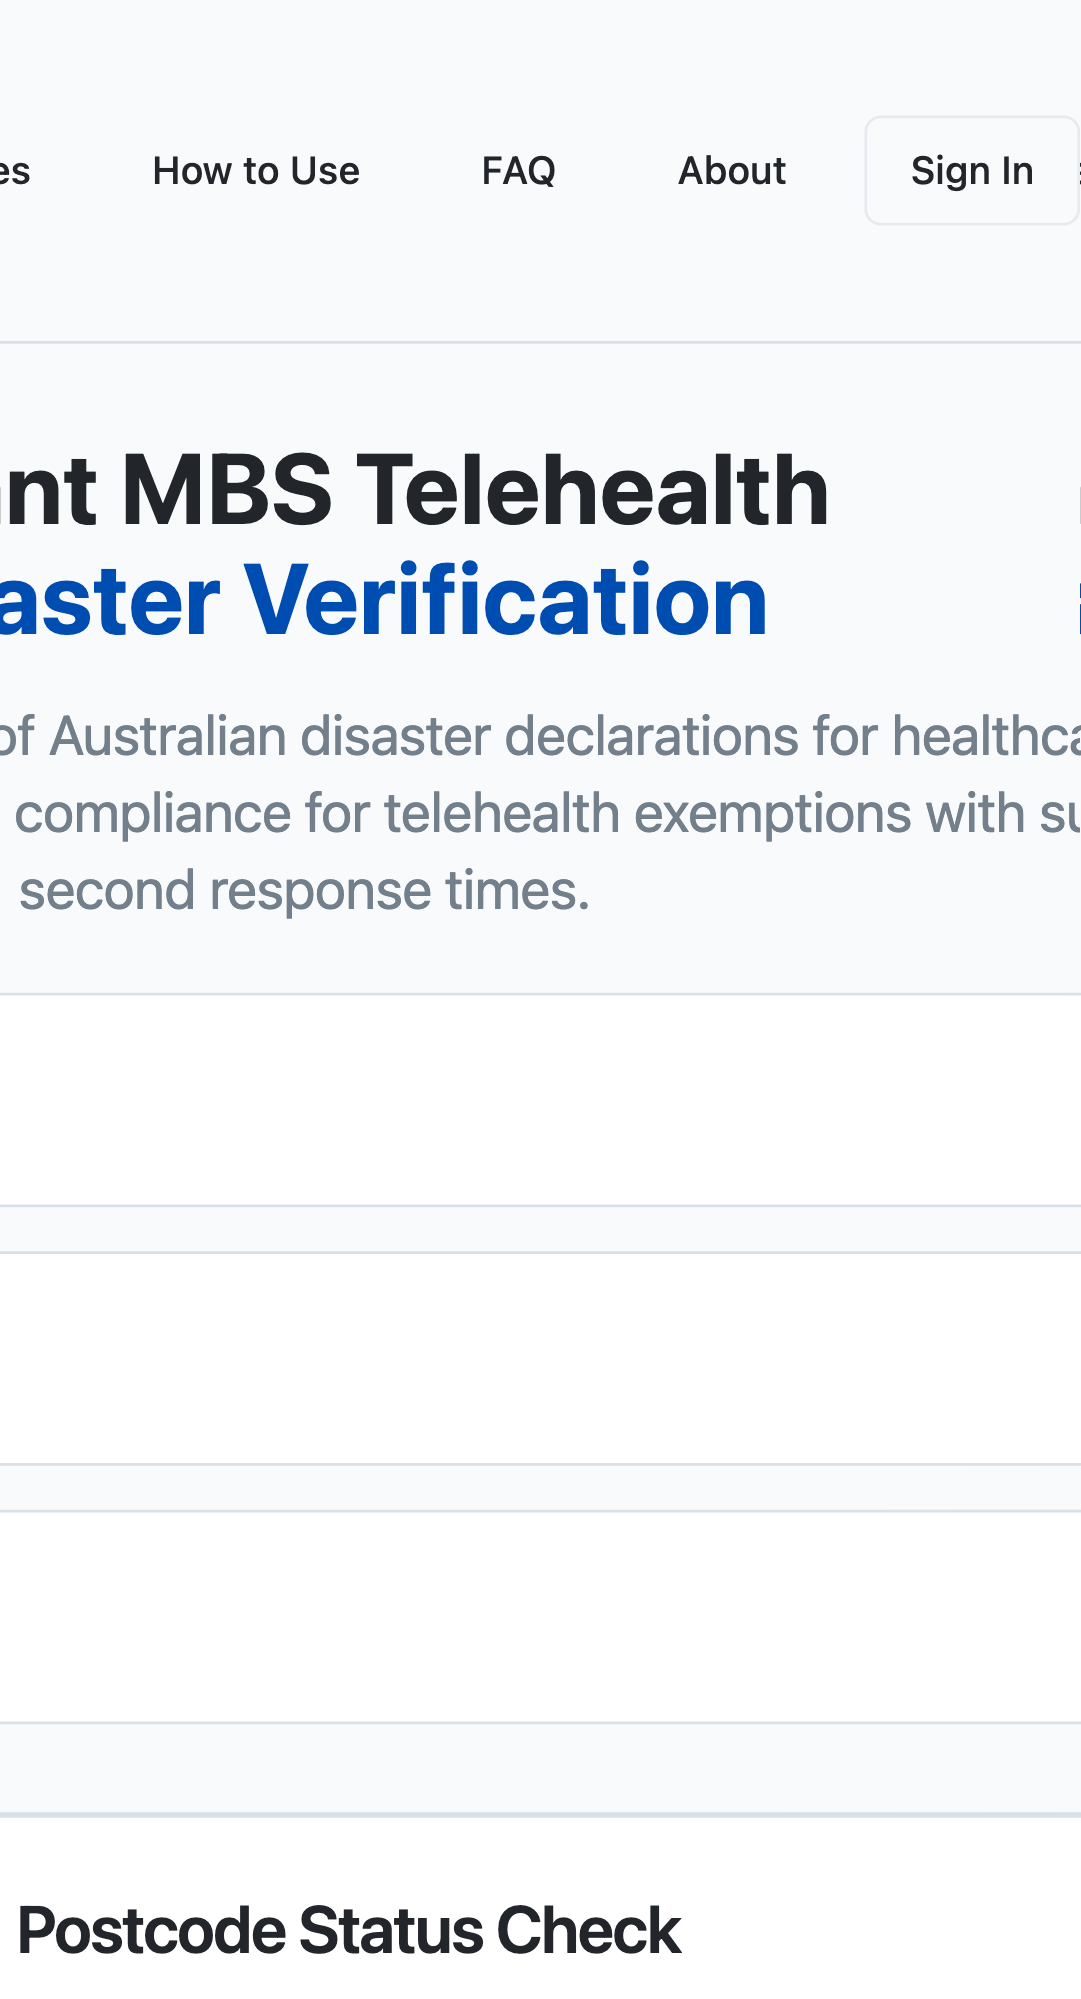 es How to Use FAQ About Sign In
nt MBS Telehealth
aster Verification
of Australian disaster declarations for healthca
compliance for telehealth exemptions with su
second response times.
Postcode Status Check